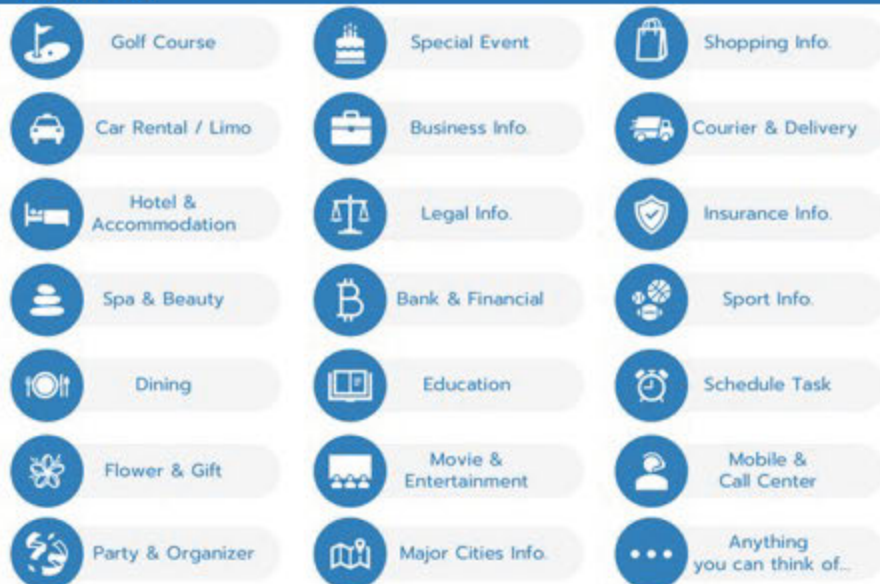 Golf Course
Special Event
Shopping Info.
Car Rental / Limo
Business Info.
Courier & Delivery
Hotel &
Accommodation
Legal Info.
Insurance Info.
Spa & Beauty
Bank & Financial
Sport Info.
Dining
Education
Schedule Task
Flower & Gift
Movie &
Entertainment
Mobile &
Call Center
Party & Organizer
Major Cities Info.
Anything
you can think of...